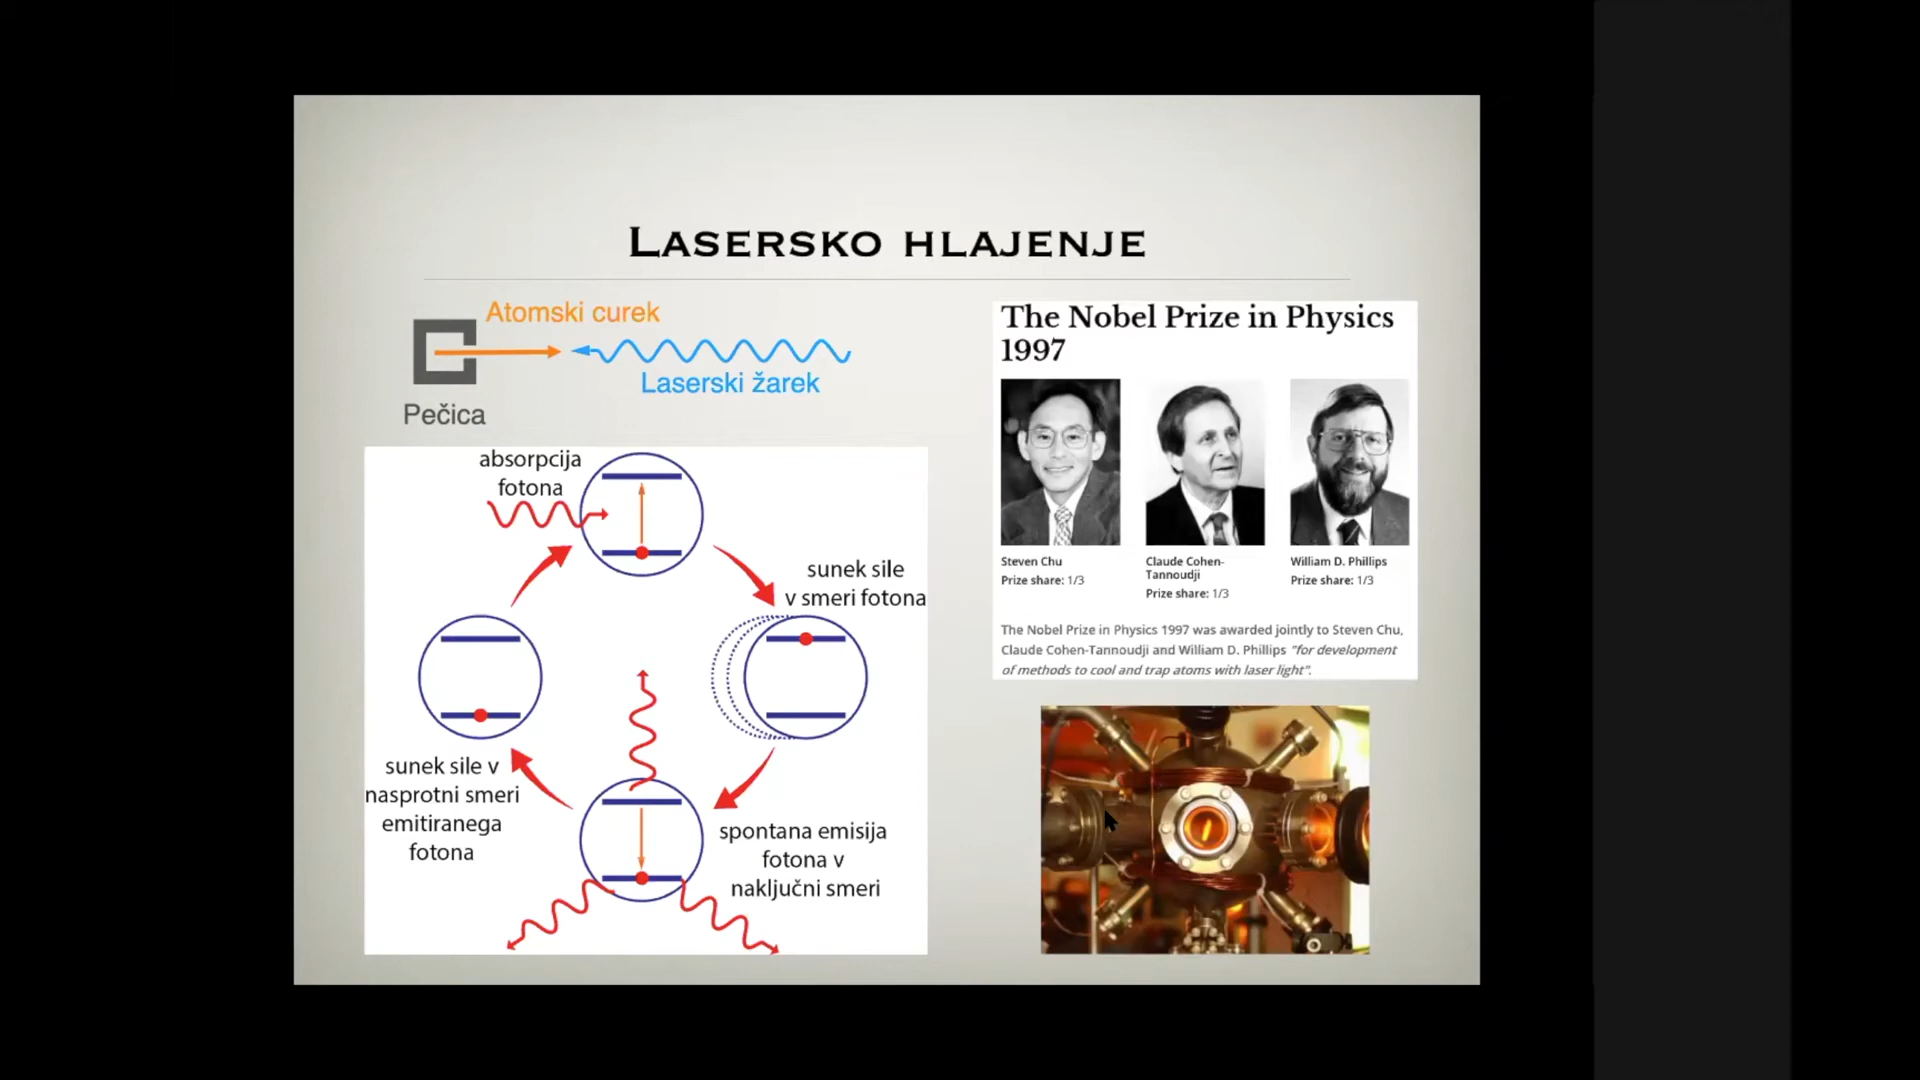 LASERSKO HLAJENJE
Atomski curek
Laserski žarek
Pečica
absorpcija
fotona
sunek sile
v smeri fotona
spontana emisija
fotona v
naključni smeri
sunek sile v
nasprotni smeri
emitiranega
fotona
The Nobel Prize in Physics
1997
Steven Chu
Prize share: 1/3
Claude Cohen-
Tannoudji
Prize share: 1/3
William D. Phillips
Prize share: 1/3
The Nobel Prize in Physics 1997 was awarded jointly to Steven Chu,
Claude Cohen-Tannoudji and William D. Phillips "for development
of methods to cool and trap atoms with laser light".